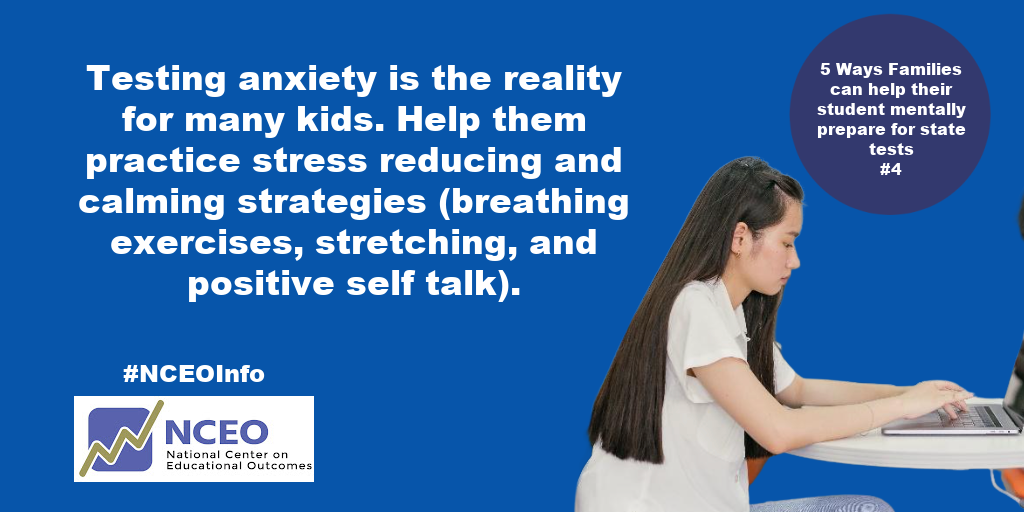 Testing anxiety is the reality
for many kids. Help them
practice stress reducing and
calming strategies (breathing
exercises, stretching, and
positive self talk).
5 Ways Families
can help their
student mentally
prepare for state
tests
#4
#NCEOInfo
NCEO
National Center on
Educational Outcomes